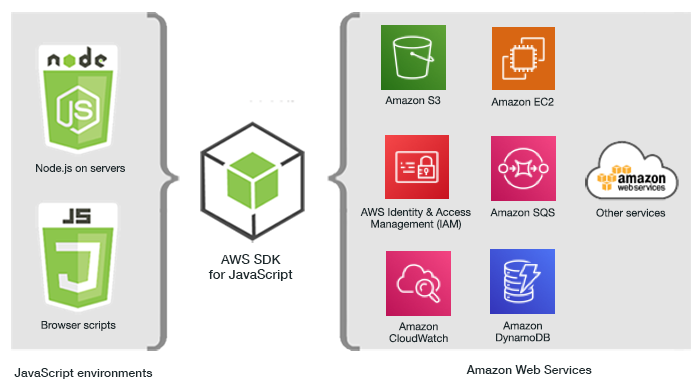 node
JS
Node.js on servers
JS
Browser scripts
JavaScript environments
AWS SDK
for JavaScript
Amazon S3
Amazon EC2
AWS Identity & Access
Management (IAM)
Amazon SQS
amazon
webservices
Other services
Amazon
CloudWatch
Amazon
DynamoDB
Amazon Web Services